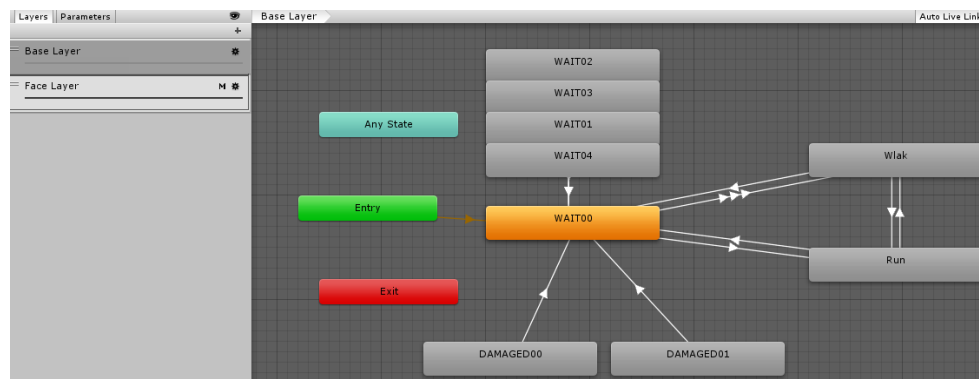 Layers Parameters
Base Layer
Auto Live Link
Base Layer
Face Layer M
WAIT02
WAIT03
WAIT01
WAIT04
Any State
Wlak
Entry
WAIT00
Run
Exit
DAMAGED00
DAMAGED01